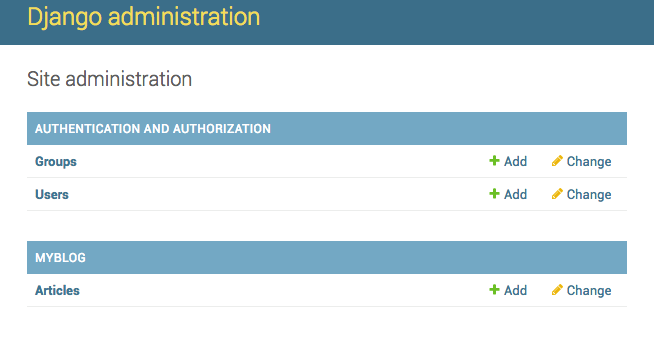 Django administration
Site administration
AUTHENTICATION AND AUTHORIZATION
Groups Add Change
Users Add Change
MYBLOG
Articles Add Change